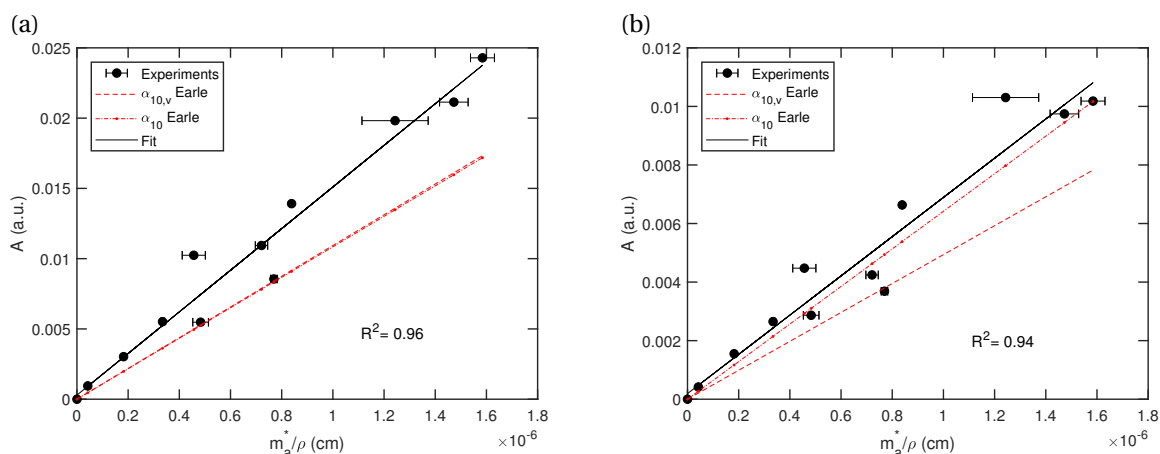 (a)
0.025
0.02
0.015
0.01
0.005
0
A (a.u.)
Experiments
α10,v Earle
α10 Earle
Fit
R²= 0.96
0 0.2 0.4 0.6 0.8 1 1.2 1.4 1.6 1.8
m*a/ρ (cm)
×10⁻⁶
(b)
0.012
0.01
0.008
0.006
0.004
0.002
0
A (a.u.)
Experiments
α10,v Earle
α10 Earle
Fit
R²= 0.94
0 0.2 0.4 0.6 0.8 1 1.2 1.4 1.6 1.8
m*a/ρ (cm)
×10⁻⁶